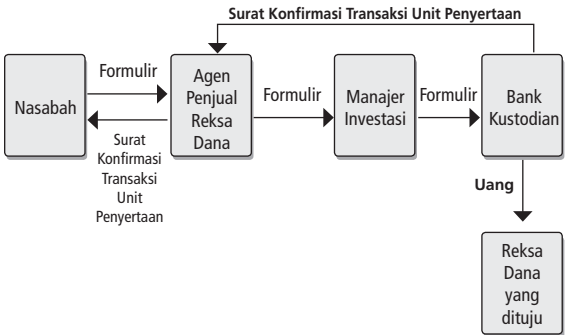 Surat Konfirmasi Transaksi Unit Penyertaan
Nasabah
Formulir
Surat
Konfirmasi
Transaksi
Unit
Penyertaan
Agen
Penjual
Reksa
Dana
Formulir
Manajer
Investasi
Formulir
Bank
Kustodian
Uang
Reksa
Dana
yang
dituju